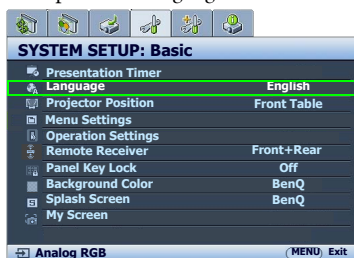 SYSTEM SETUP: Basic
Presentation Timer
Language English
Projector Position Front Table
Menu Settings
Operation Settings
Remote Receiver Front+Rear
Panel Key Lock Off
Background Color BenQ
Splash Screen BenQ
My Screen
Analog RGB MENU Exit